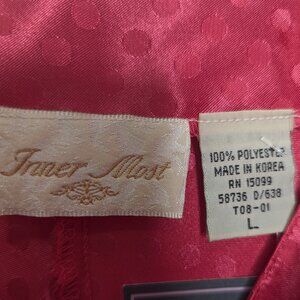 Inner Most
100% POLYESTER
MADE IN KOREA
RN 15099
58736 D/638
T08-01
L